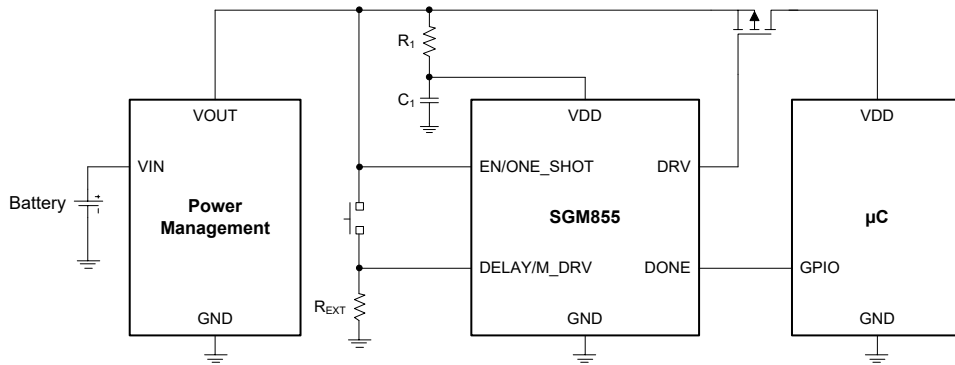 R1
C1
VOUT
VDD
VDD
VIN
EN/ONE_SHOT
DRV
Battery
+
-
Power
Management
SGM855
µC
DELAY/M_DRV
DONE
GPIO
REXT
GND
GND
GND